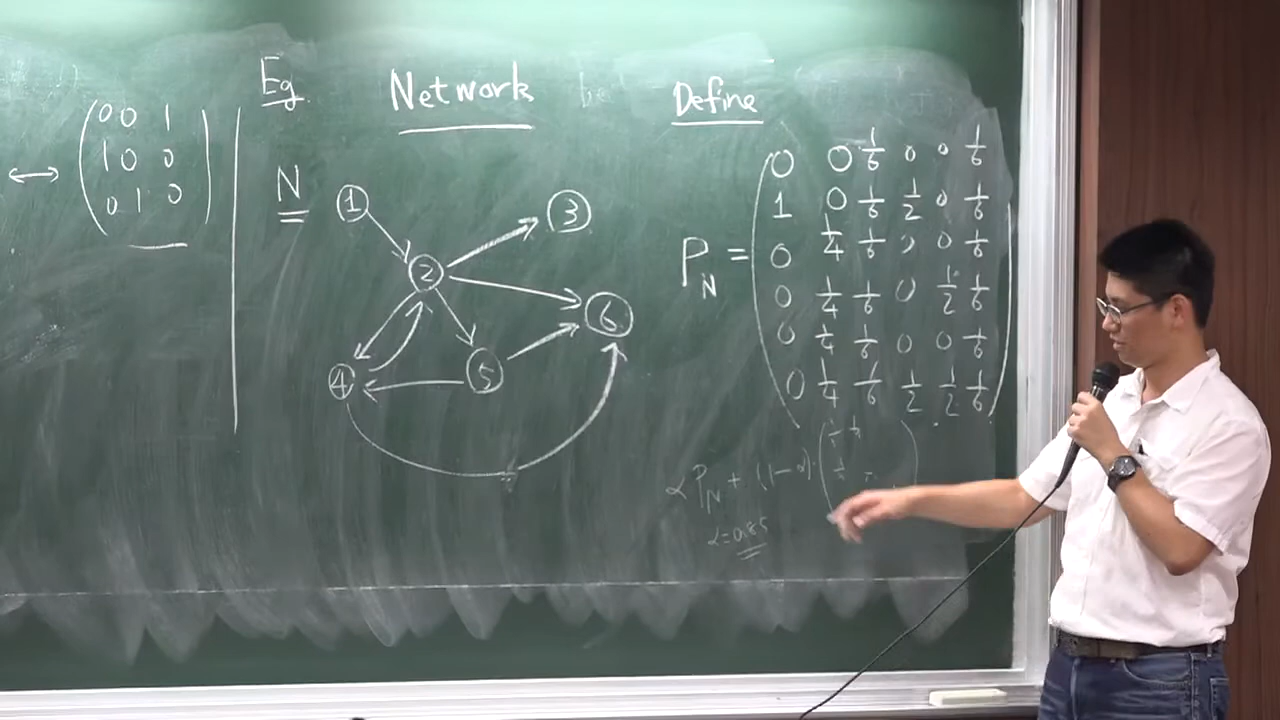 Eg. Network Define
↔ ( 0 0 1
1 0 0
0 1 0 )
N
① ② ③ ④ ⑤ ⑥
P_N = ( 0 0 1/6 0 0 1/6
1 0 1/6 1/2 0 1/6
0 1/4 1/6 0 0 1/6
0 1/4 1/6 0 1/2 1/6
0 1/4 1/6 0 0 1/6
0 1/4 1/6 1/2 1/2 1/6 )
α P_N + (1-α)
α=0.85